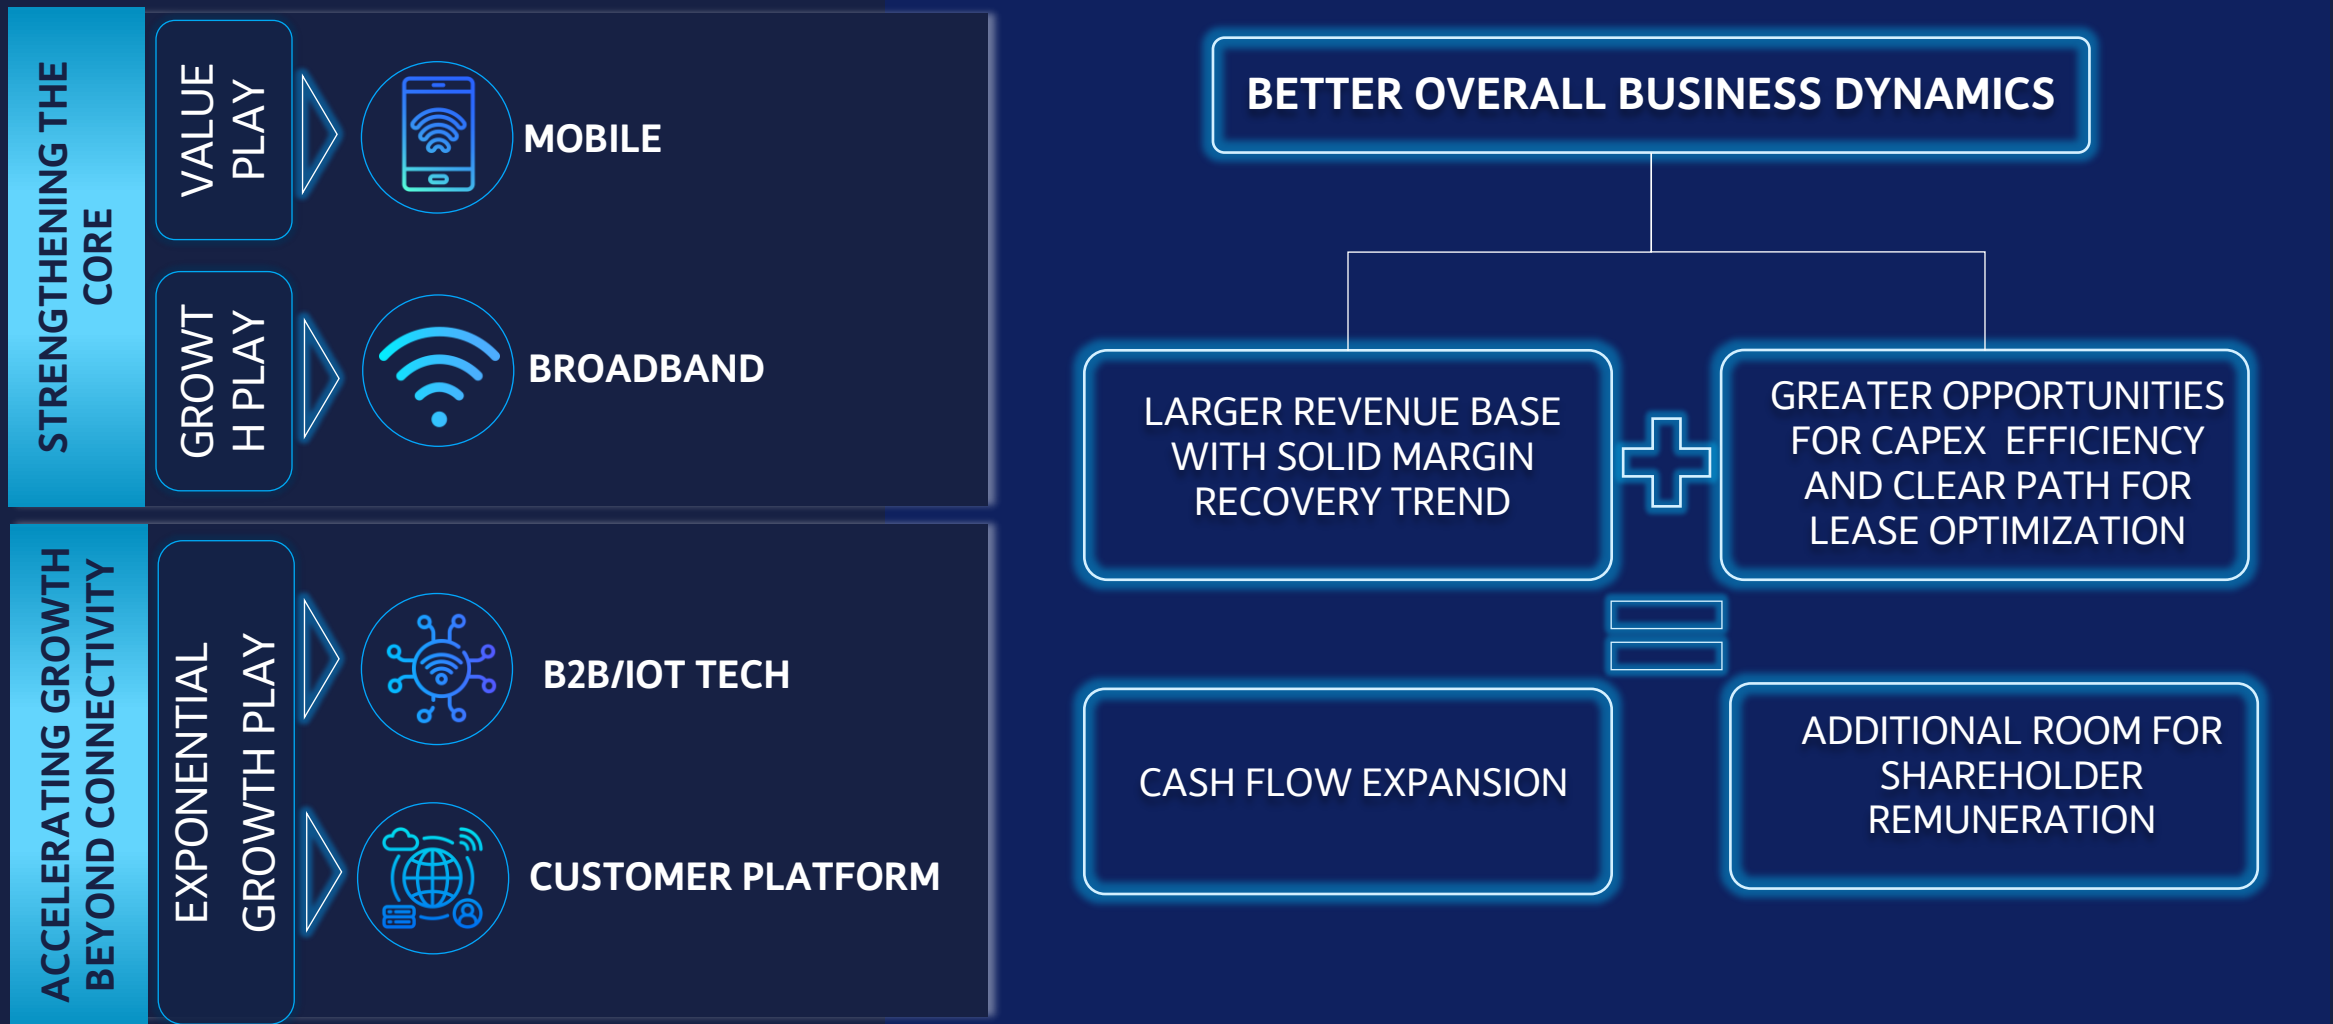 STRENGTHENING THE
CORE
VALUE
PLAY
MOBILE
GROWT
H PLAY
BROADBAND
ACCELERATING GROWTH
BEYOND CONNECTIVITY
EXPONENTIAL
GROWTH PLAY
B2B/IOT TECH
CUSTOMER PLATFORM
BETTER OVERALL BUSINESS DYNAMICS
LARGER REVENUE BASE
WITH SOLID MARGIN
RECOVERY TREND
GREATER OPPORTUNITIES
FOR CAPEX  EFFICIENCY
AND CLEAR PATH FOR
LEASE OPTIMIZATION
CASH FLOW EXPANSION
ADDITIONAL ROOM FOR
SHAREHOLDER
REMUNERATION